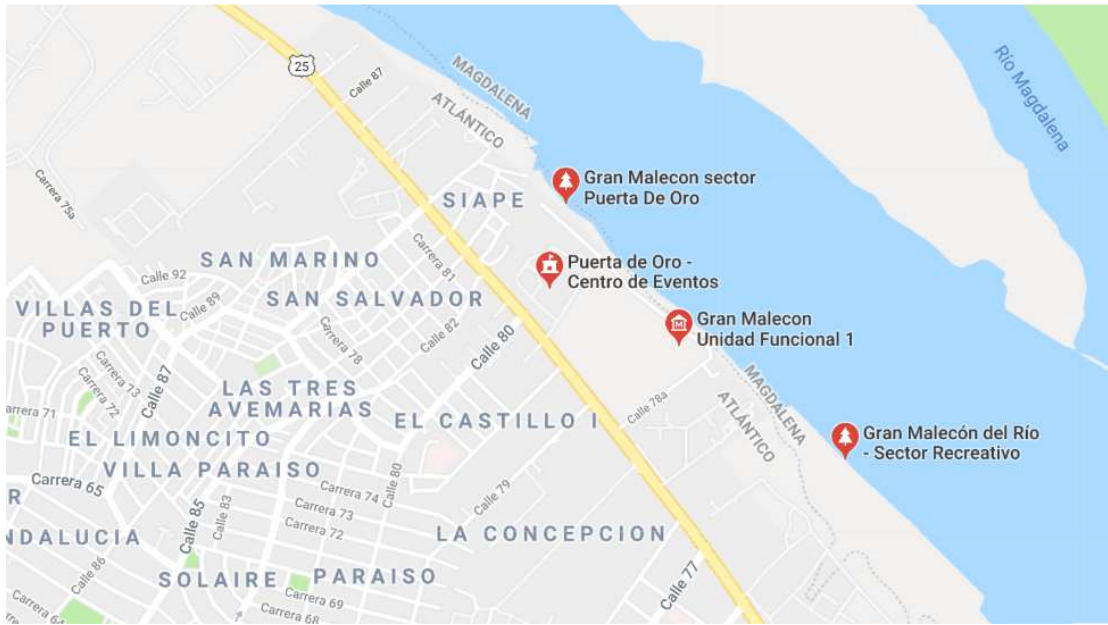 25
Calle 87
MAGDALENA
ATLÁNTICO
Río Magdalena
Gran Malecon sector
Puerta De Oro
Carrera 75a
SIAPE
SAN MARINO
Carrera 81
Puerta de Oro -
Centro de Eventos
Calle 92
VILLAS DEL
PUERTO
Calle 89
SAN SALVADOR
Calle 82
Calle 80
Gran Malecon
Unidad Funcional 1
Carrera 78
Carrera 73
Carrera 72
Calle 87
LAS TRES
AVEMARIAS
EL CASTILLO I
Calle 78a
MAGDALENA
ATLÁNTICO
arrera 71
EL LIMONCITO
VILLA PARAISO
Gran Malecón del Río
- Sector Recreativo
Carrera 65
Calle 85
Calle 83
Carrera 74
Calle 80
Calle 79
R
Carrera 73
Carrera 72
NDALUCIA
LA CONCEPCION
Calle 86
SOLAIRE
PARAISO
Calle 77
Carrera 69
Carrera 68
Carrera 64